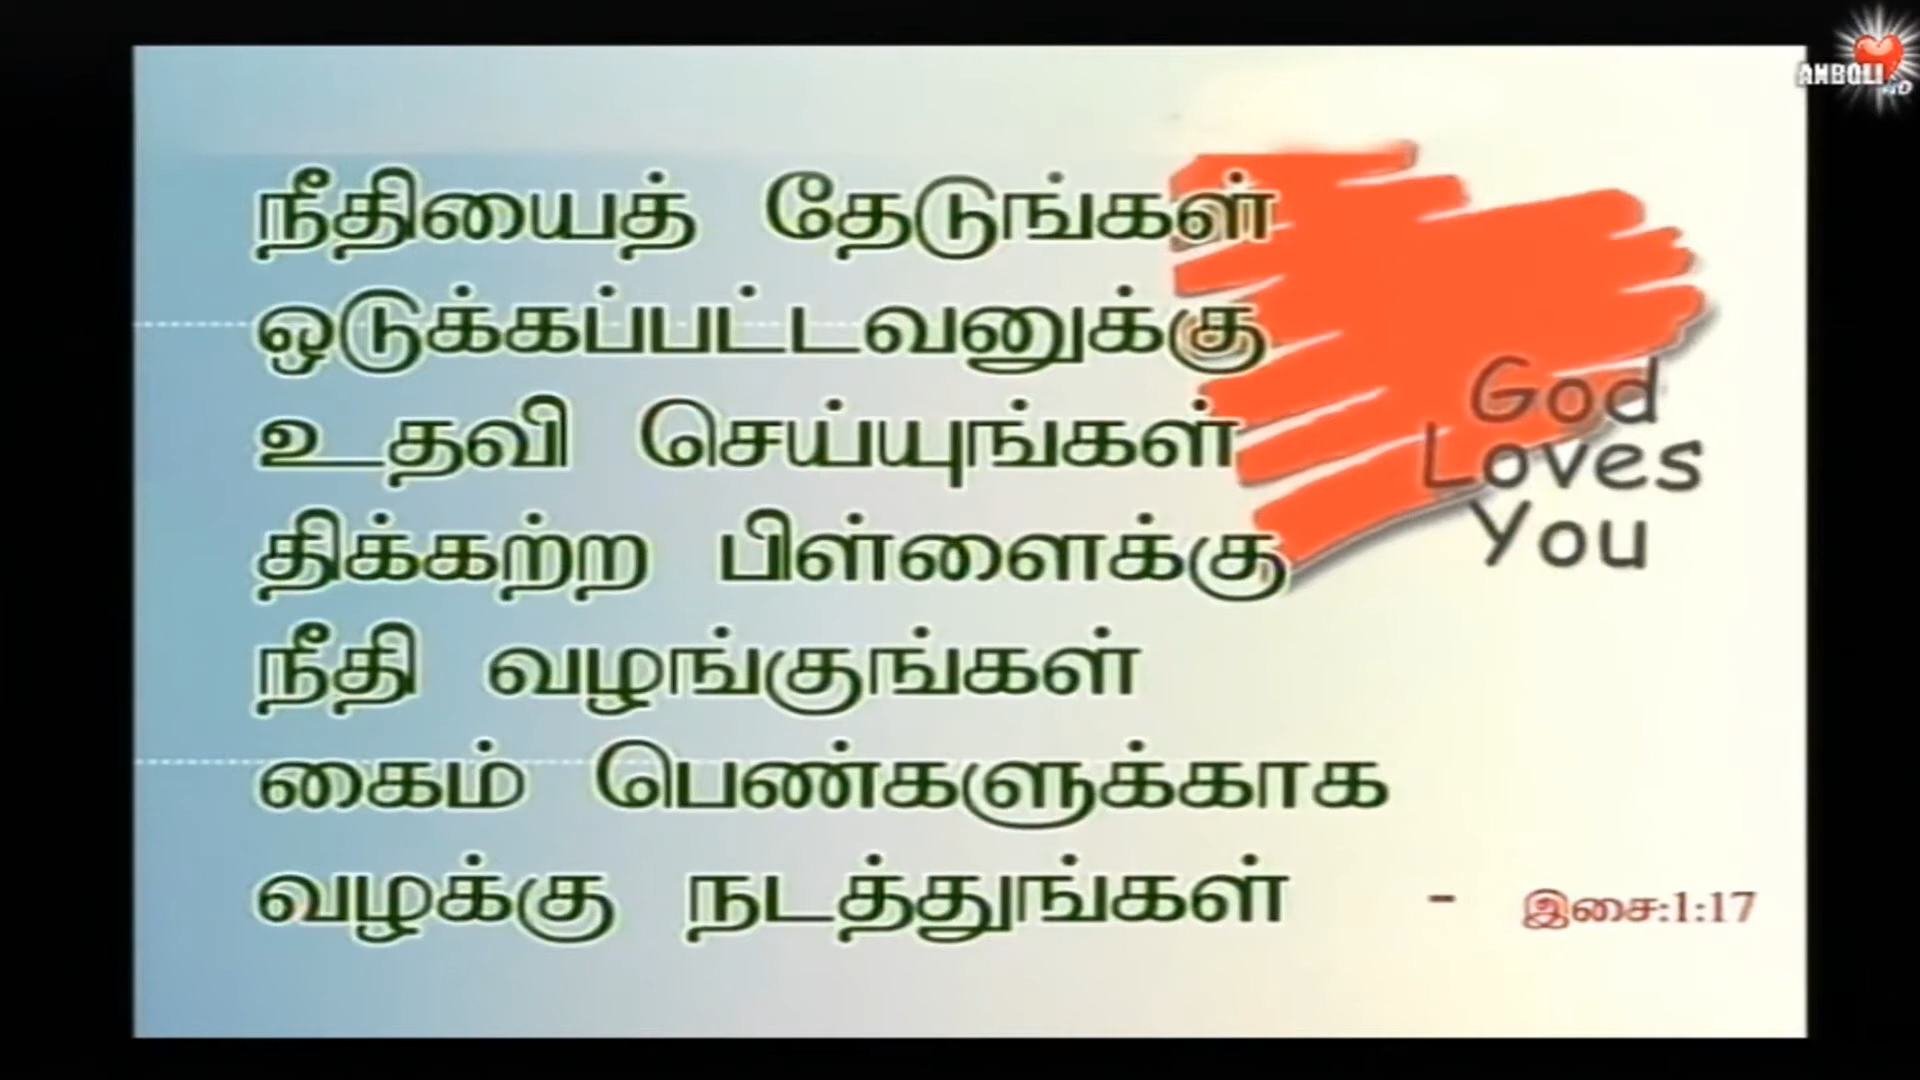 ANBOLI HD
நீதியைத் தேடுங்கள்
ஒடுக்கப்பட்டவனுக்கு
உதவி செய்யுங்கள்
திக்கற்ற பிள்ளைக்கு
நீதி வழங்குங்கள்
கைம் பெண்களுக்காக
வழக்கு நடத்துங்கள் - இசை:1:17
God
Loves
You